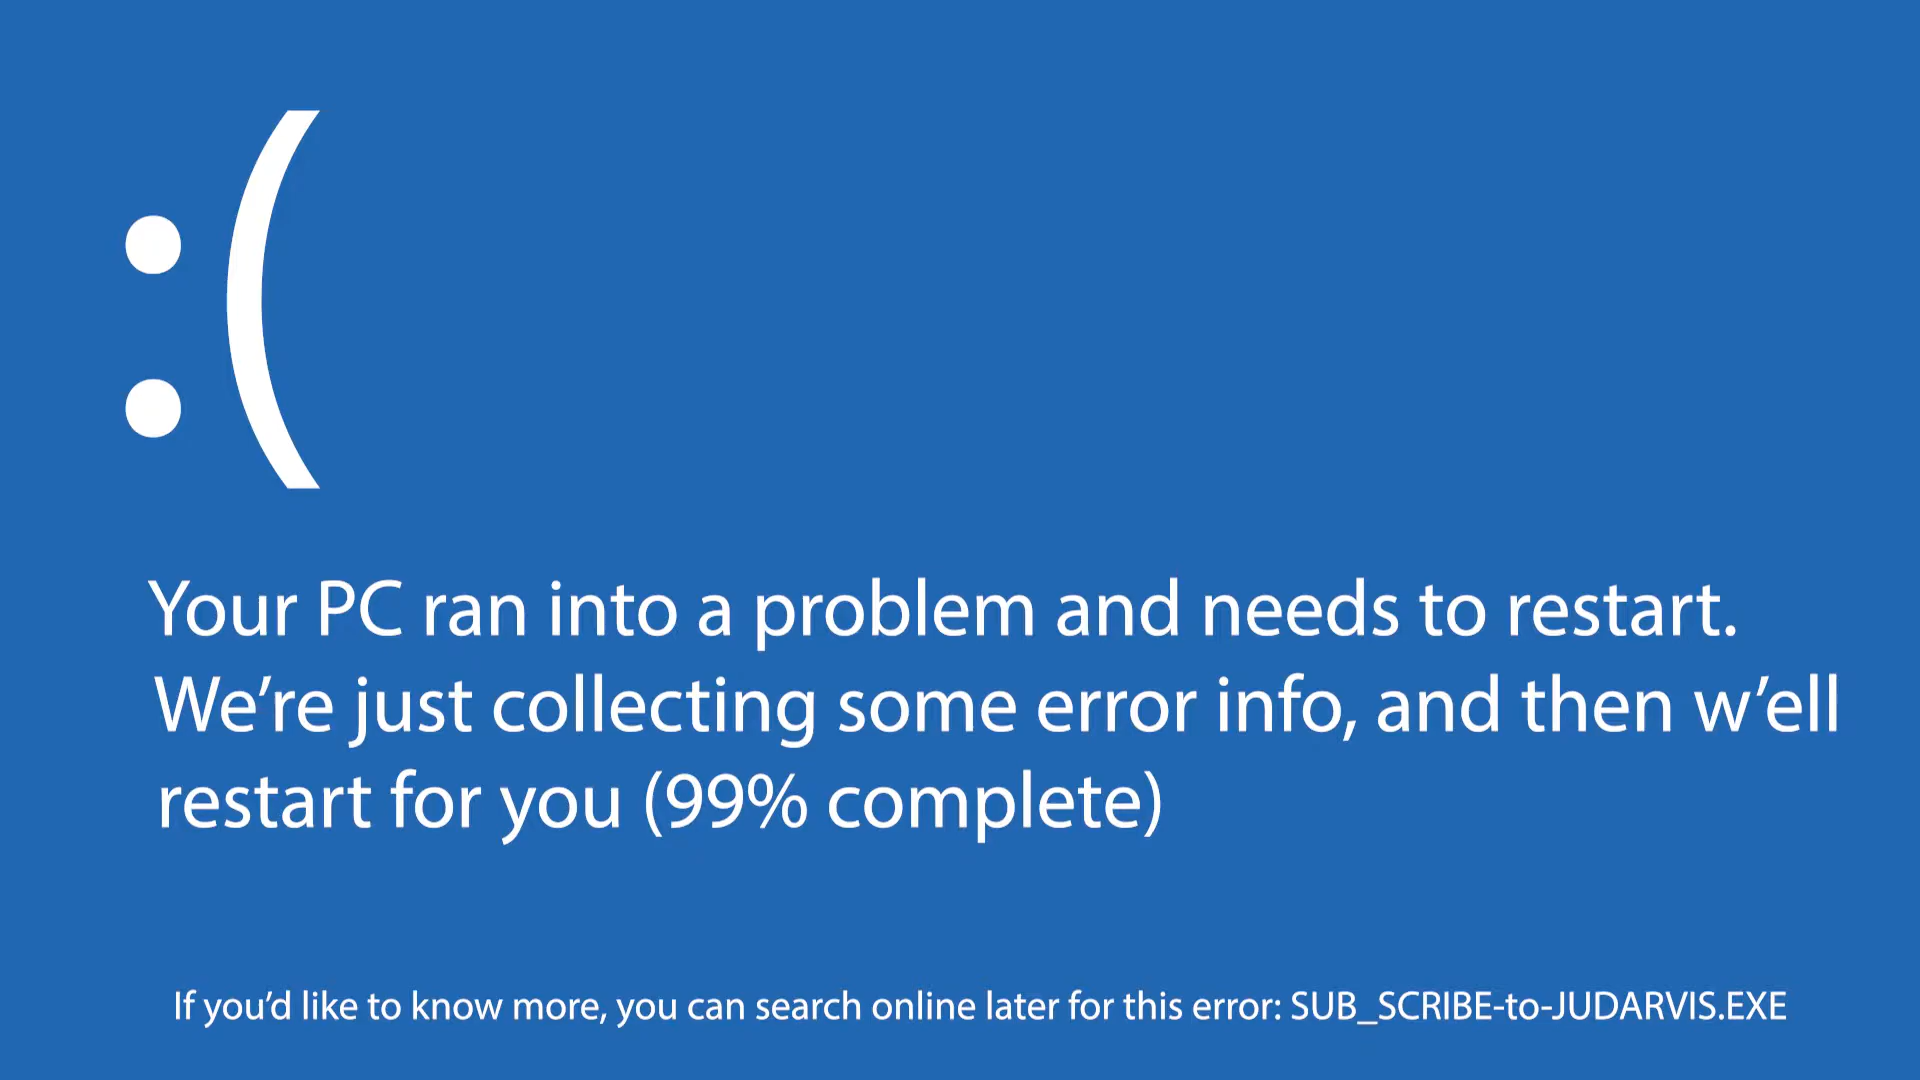 :(
Your PC ran into a problem and needs to restart.
We’re just collecting some error info, and then w’ell
restart for you (99% complete)
If you’d like to know more, you can search online later for this error: SUB_SCRIBE-to-JUDARVIS.EXE